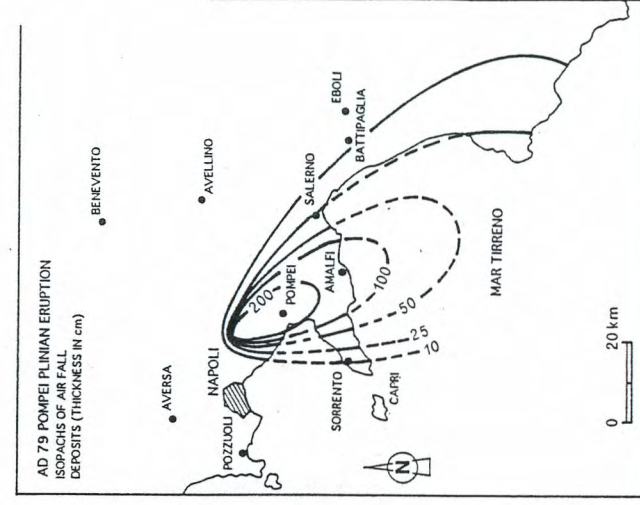 AD 79 POMPEI PLINIAN ERUPTION
ISOPACHS OF AIR FALL
DEPOSITS (THICKNESS IN cm)
BENEVENTO
AVERSA
AVELLINO
NAPOLI
POZZUOLI
200
POMPEI
SALERNO
EBOLI
BATTIPAGLIA
AMALFI
100
SORRENTO
50
25
10
CAPRI
MAR TIRRENO
N
0
20 km